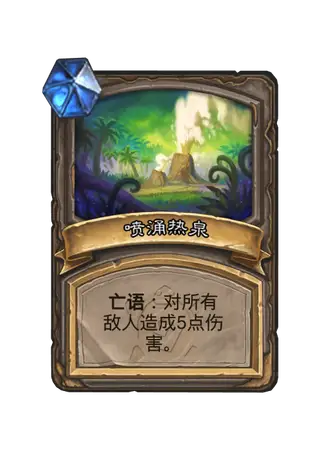 喷涌热泉
亡语：对所有
敌人造成5点伤
害。